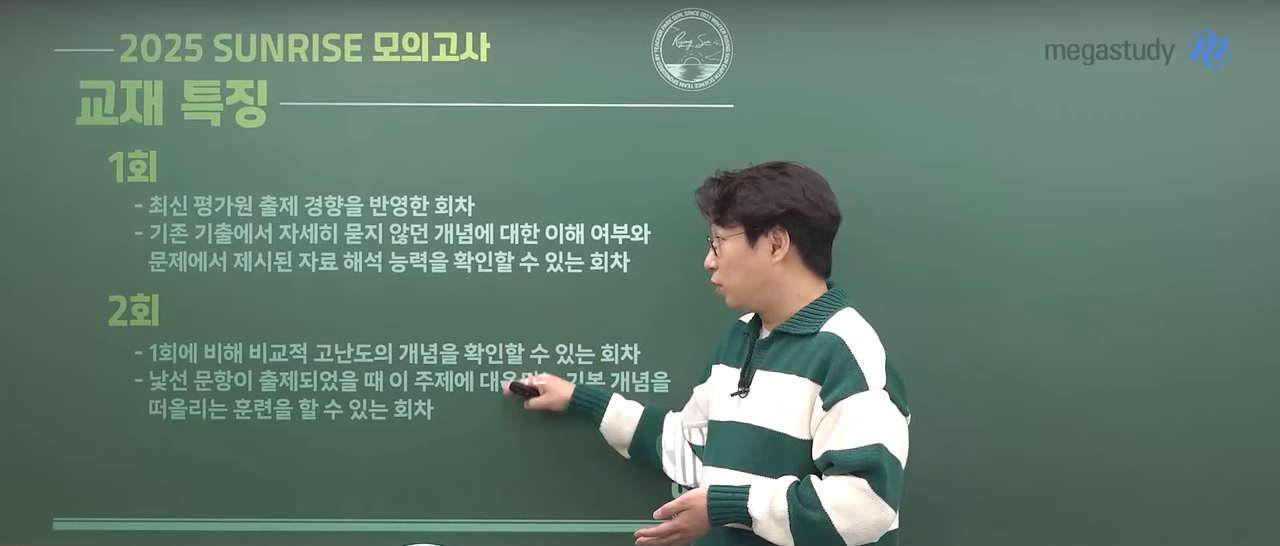 2025 SUNRISE 모의고사
megastudy
교재 특징
1회
- 최신 평가원 출제 경향을 반영한 회차
- 기존 기출에서 자세히 묻지 않던 개념에 대한 이해 여부와
문제에서 제시된 자료 해석 능력을 확인할 수 있는 회차
2회
- 1회에 비해 비교적 고난도의 개념을 확인할 수 있는 회차
- 낯선 문항이 출제되었을 때 이 주제에 기본 개념을
떠올리는 훈련을 할 수 있는 회차